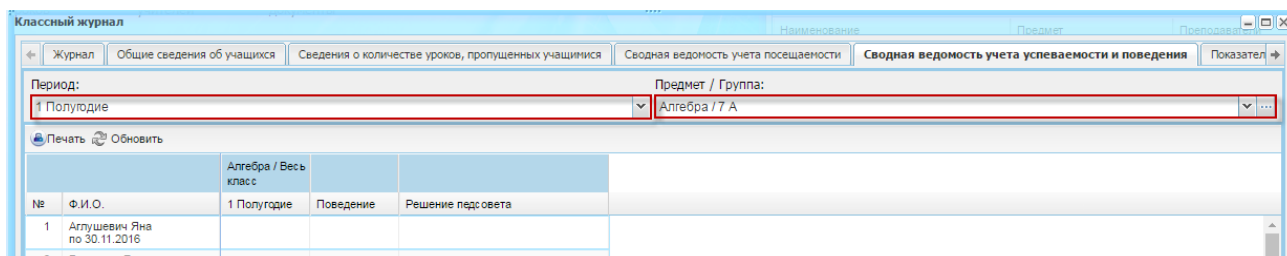 Классный журнал
Наименование Предмет Преподаватели
Журнал Общие сведения об учащихся Сведения о количестве уроков, пропущенных учащимися Сводная ведомость учета посещаемости Сводная ведомость учета успеваемости и поведения Показател
Период: Предмет / Группа:
1 Полугодие Алгебра / 7 А
Печать Обновить
Алгебра / Весь
класс
№ Ф.И.О. 1 Полугодие Поведение Решение педсовета
1 Аглушевич Яна
по 30.11.2016